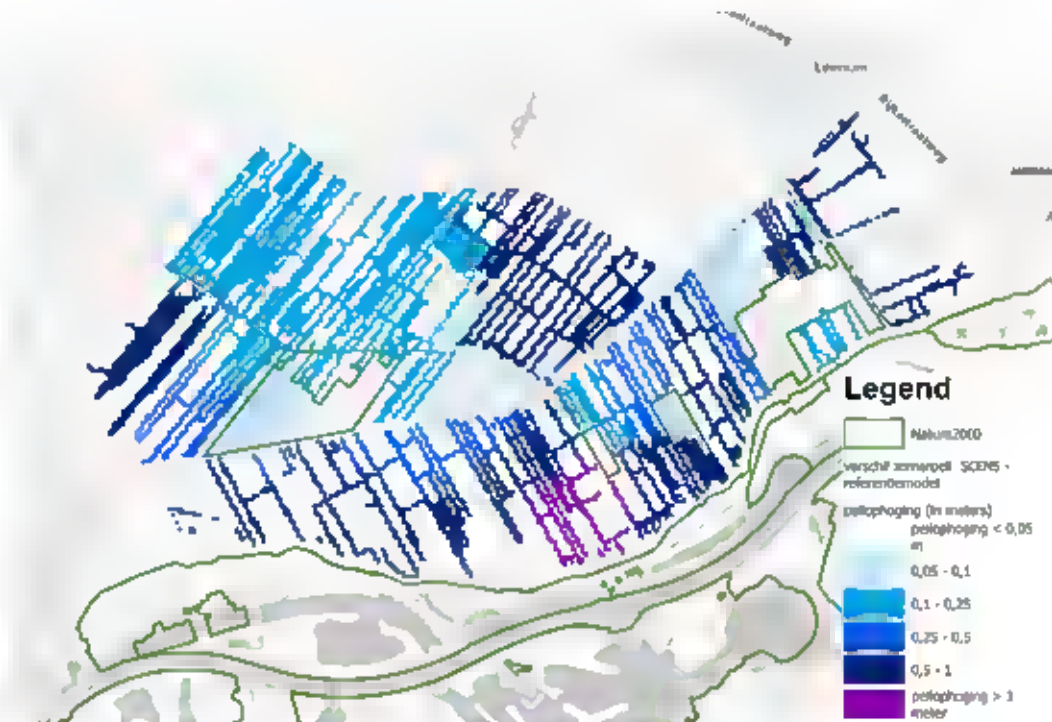 Legend
Natura2000
verschil zomerpeil SCEN5 -
referentiemodel
peilophoging (in meters)
peilophoging < 0,05
m
0,05 - 0,1
0,1 - 0,25
0,25 - 0,5
0,5 - 1
peilophoging > 1
meter